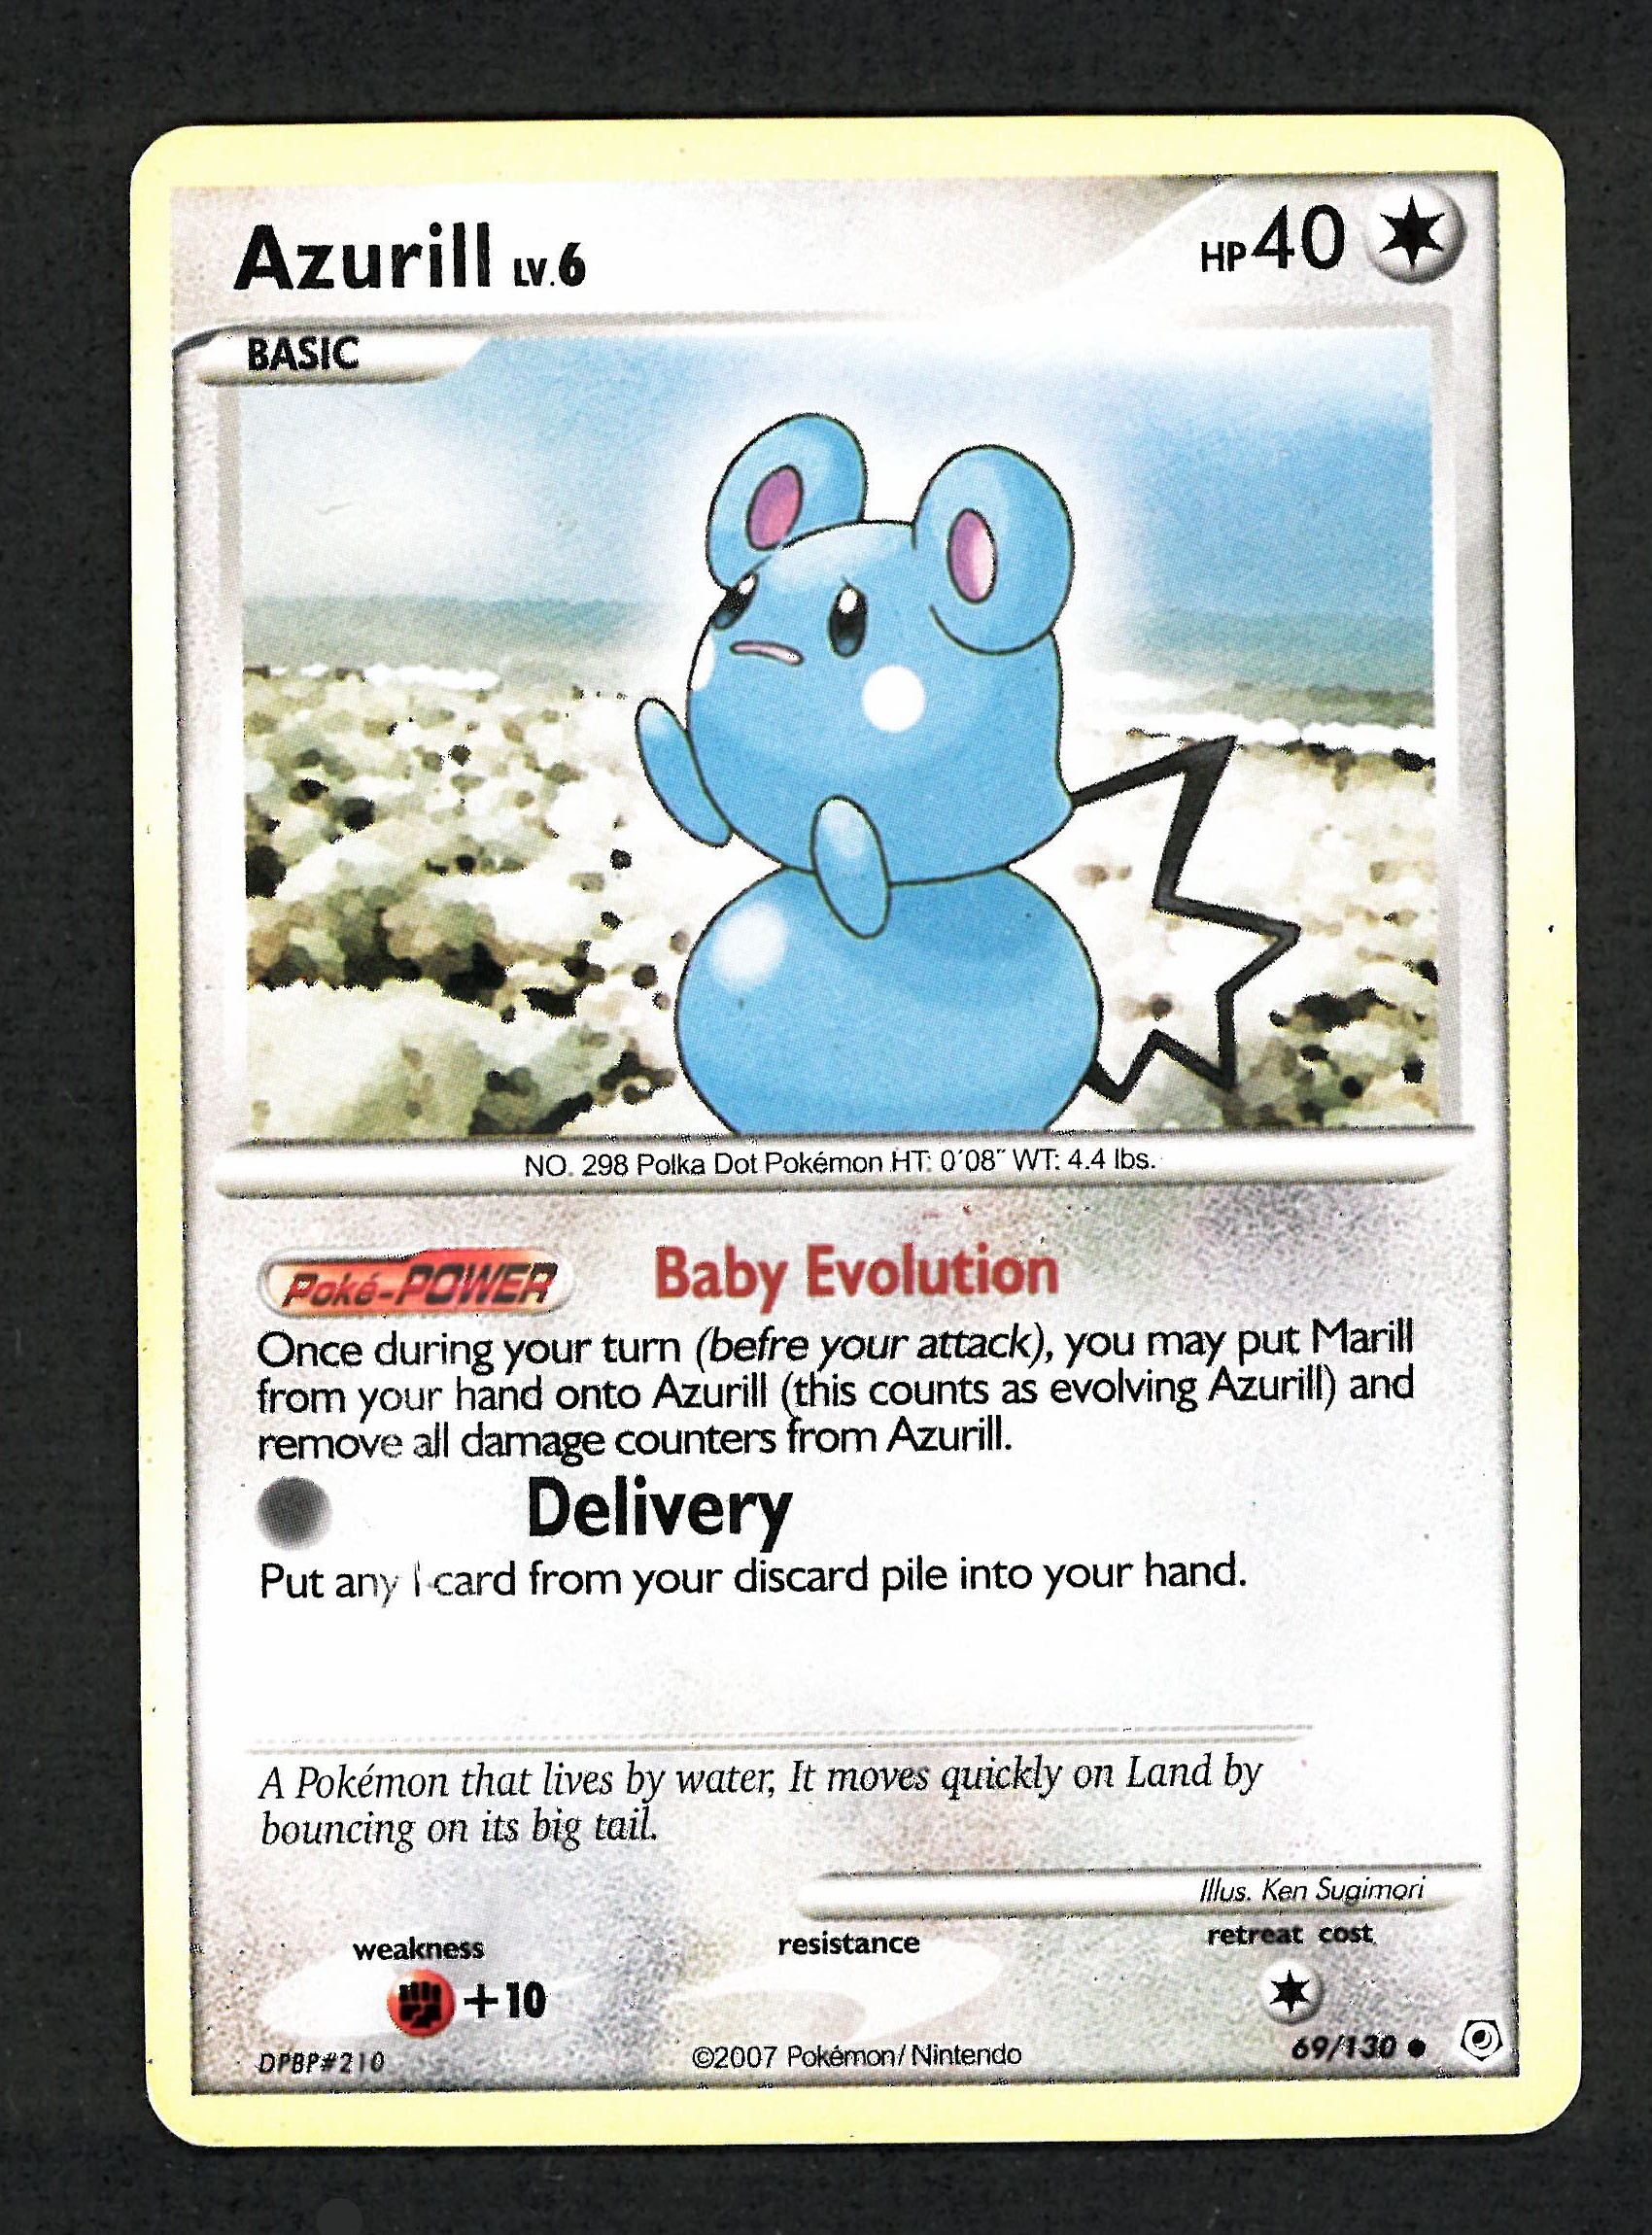 Azurill LV.6
HP 40
BASIC
NO. 298 Polka Dot Pokémon HT: 0'08" WT: 4.4 lbs.
Poké-POWER Baby Evolution
Once during your turn (befre your attack), you may put Marill
from your hand onto Azurill (this counts as evolving Azurill) and
remove all damage counters from Azurill.
Delivery
Put any 1 card from your discard pile into your hand.
A Pokémon that lives by water, It moves quickly on Land by
bouncing on its big tail.
Illus. Ken Sugimori
weakness resistance retreat cost
+10
DPBP#210 ©2007 Pokémon/Nintendo 69/130